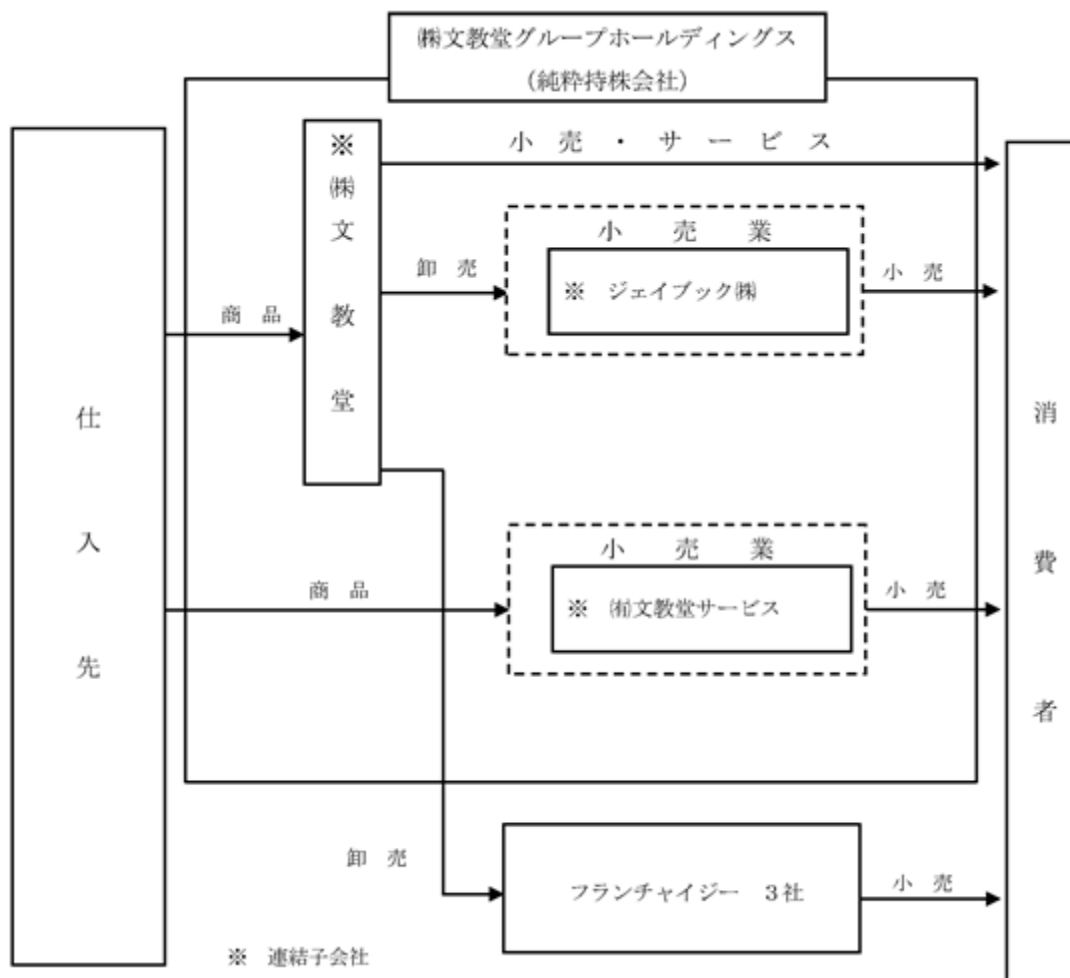 ㈱文教堂グループホールディングス
（純粋持株会社）
仕入先
商　品
※㈱文教堂
小　売　・　サ　ー　ビ　ス
卸　売
小　売　業
※　ジェイブック㈱
小　売
商　品
小　売　業
※　㈲文教堂サービス
小　売
消費者
卸　売
フランチャイジー　３社
小　売
※　連結子会社